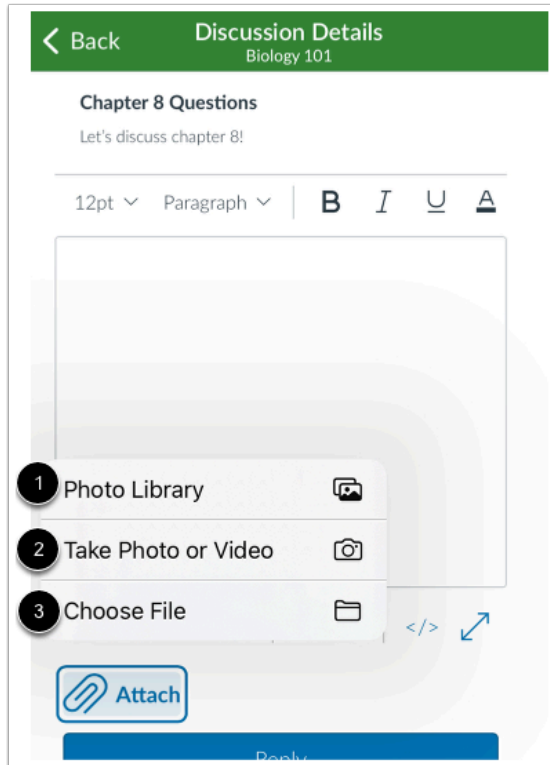 Back
Discussion Details
Biology 101
Chapter 8 Questions
Let's discuss chapter 8!
12pt Paragraph B I U A
1 Photo Library
2 Take Photo or Video
3 Choose File
</>
Attach
Reply